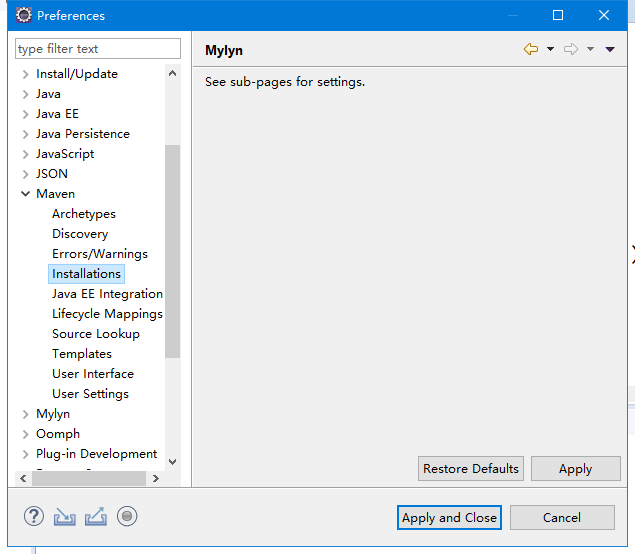 Preferences
type filter text
Install/Update
Java
Java EE
Java Persistence
JavaScript
JSON
Maven
Archetypes
Discovery
Errors/Warnings
Installations
Java EE Integration
Lifecycle Mappings
Source Lookup
Templates
User Interface
User Settings
Mylyn
Oomph
Plug-in Development
Mylyn
See sub-pages for settings.
Restore Defaults
Apply
Apply and Close
Cancel